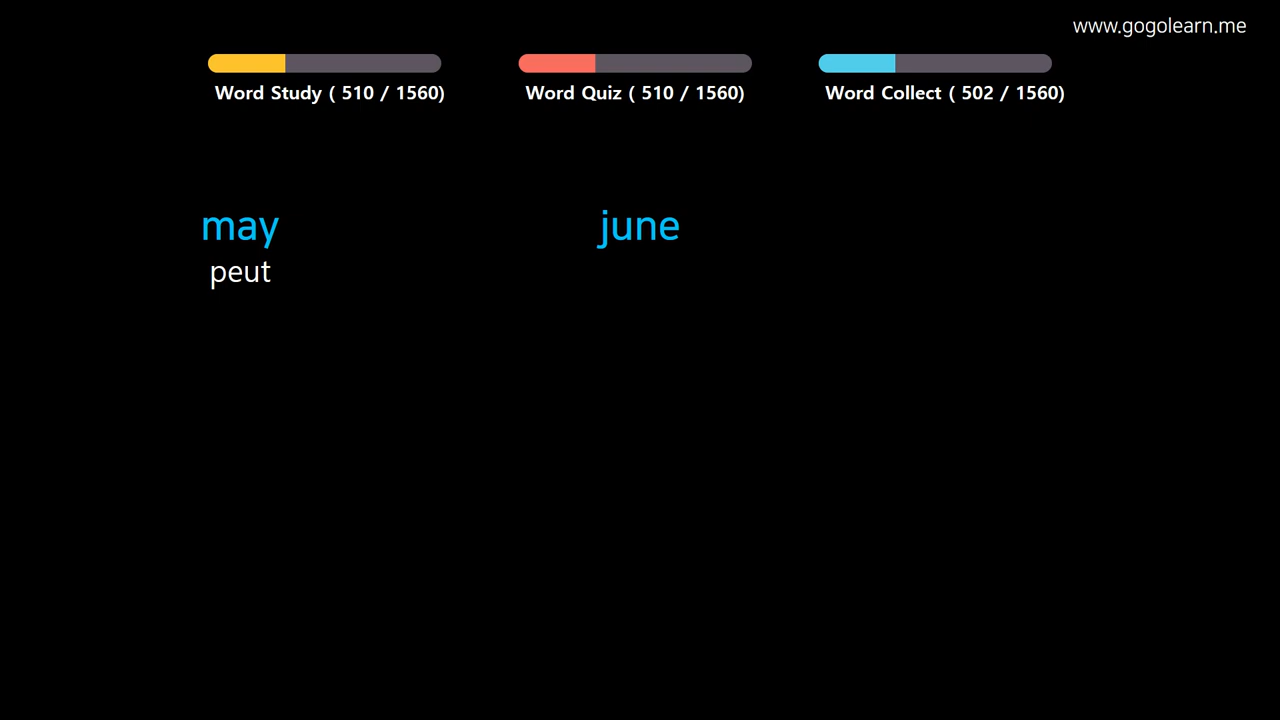 www.gogolearn.me
Word Study ( 510 / 1560)
Word Quiz ( 510 / 1560)
Word Collect ( 502 / 1560)
may
peut
june